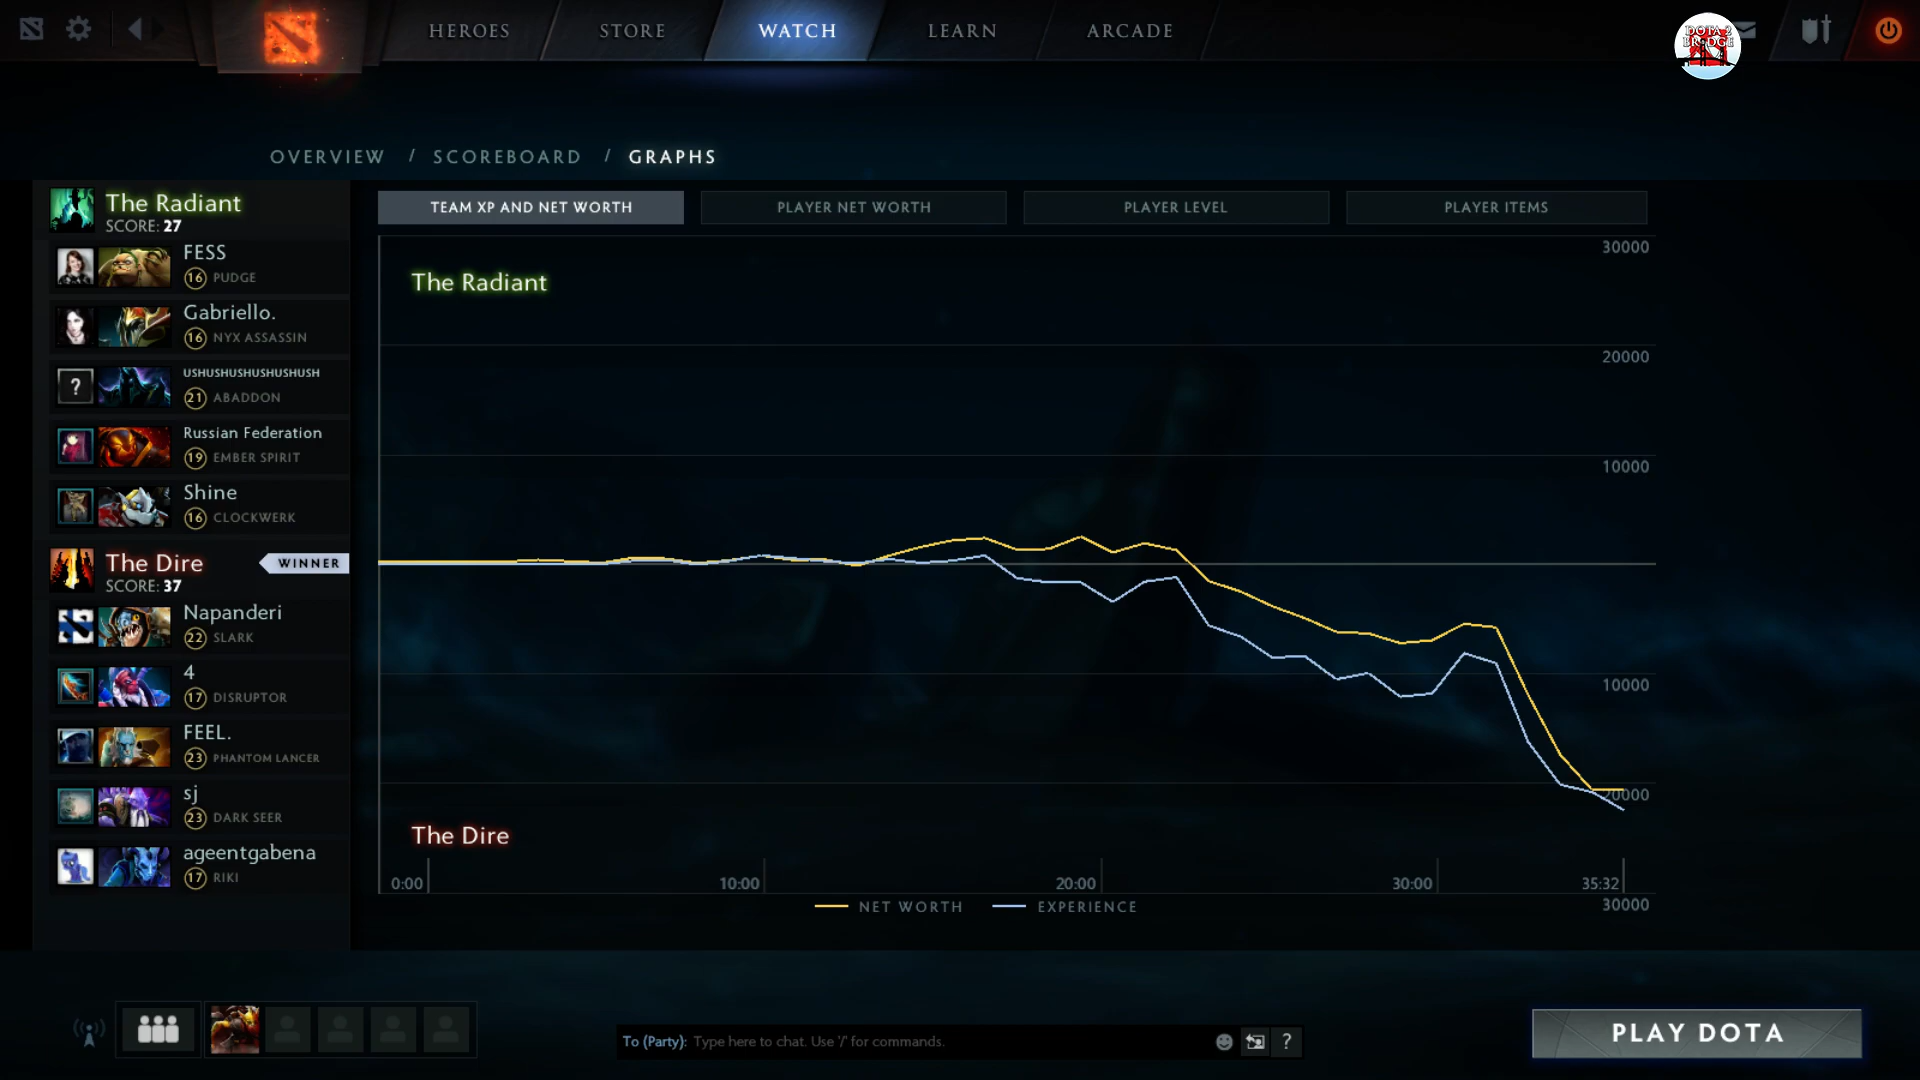 HEROES
STORE
WATCH
LEARN
ARCADE
DOTA 2
BRIDGE
OVERVIEW / SCOREBOARD / GRAPHS
The Radiant
SCORE: 27
FESS
16 PUDGE
Gabriello.
16 NYX ASSASSIN
?
USHUSHUSHUSHUSHUSH
21 ABADDON
Russian Federation
19 EMBER SPIRIT
Shine
16 CLOCKWERK
The Dire
WINNER
SCORE: 37
Napanderi
22 SLARK
4
17 DISRUPTOR
FEEL.
23 PHANTOM LANCER
sj
23 DARK SEER
ageentgabena
17 RIKI
TEAM XP AND NET WORTH
PLAYER NET WORTH
PLAYER LEVEL
PLAYER ITEMS
30000
The Radiant
20000
10000
10000
20000
The Dire
0:00
10:00
20:00
30:00
35:32
30000
NET WORTH
EXPERIENCE
To (Party): Type here to chat. Use '/' for commands.
?
PLAY DOTA